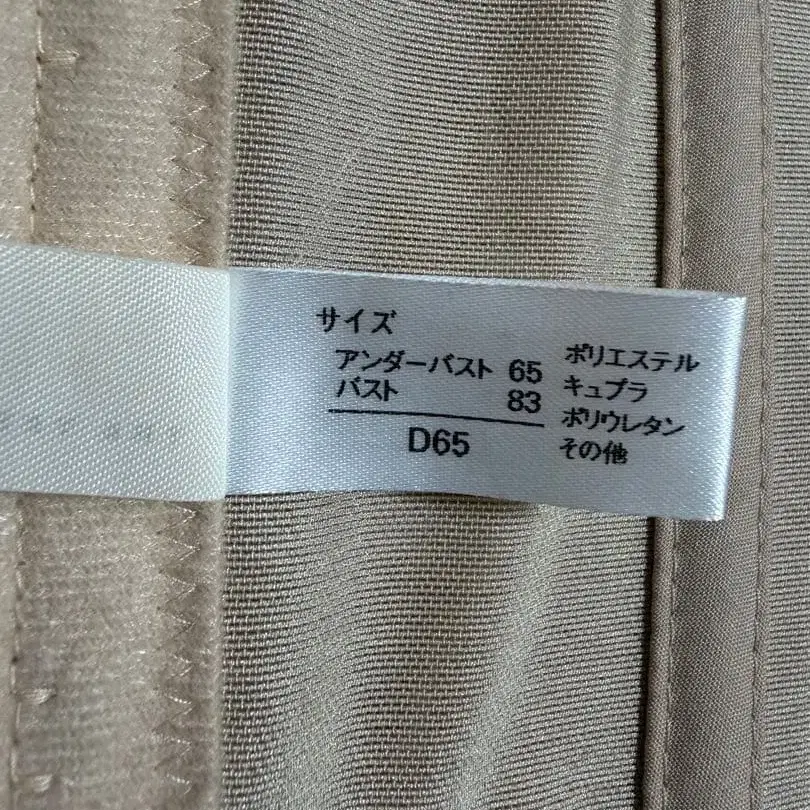 サイズ
アンダーバスト 65
バスト 83
D65
ポリエステル
キュプラ
ポリウレタン
その他